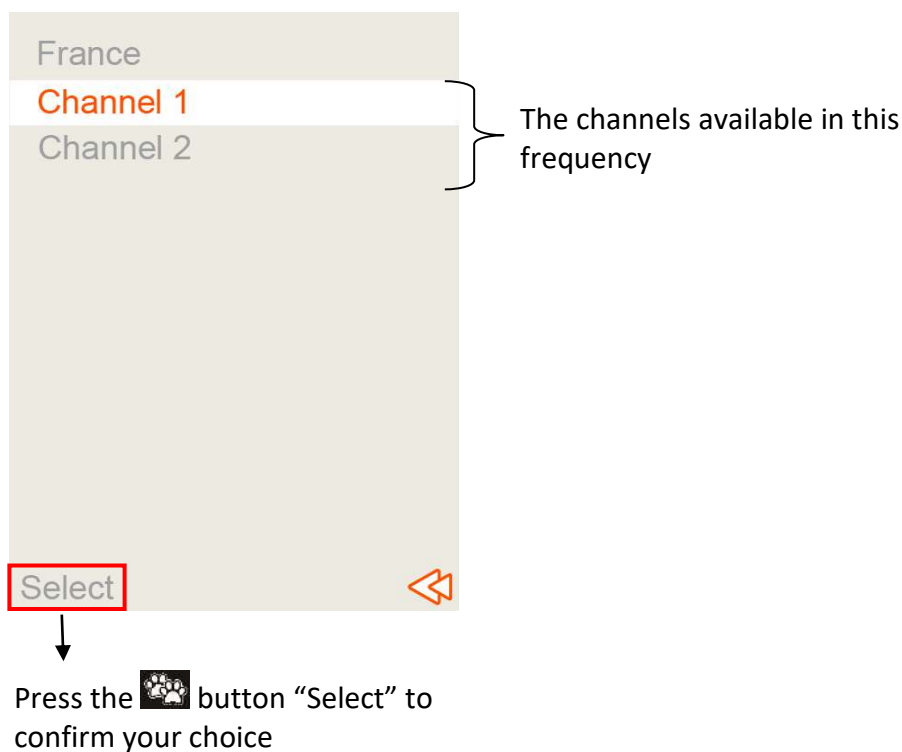 France
Channel 1
Channel 2
The channels available in this
frequency
Select
Press the button “Select” to
confirm your choice